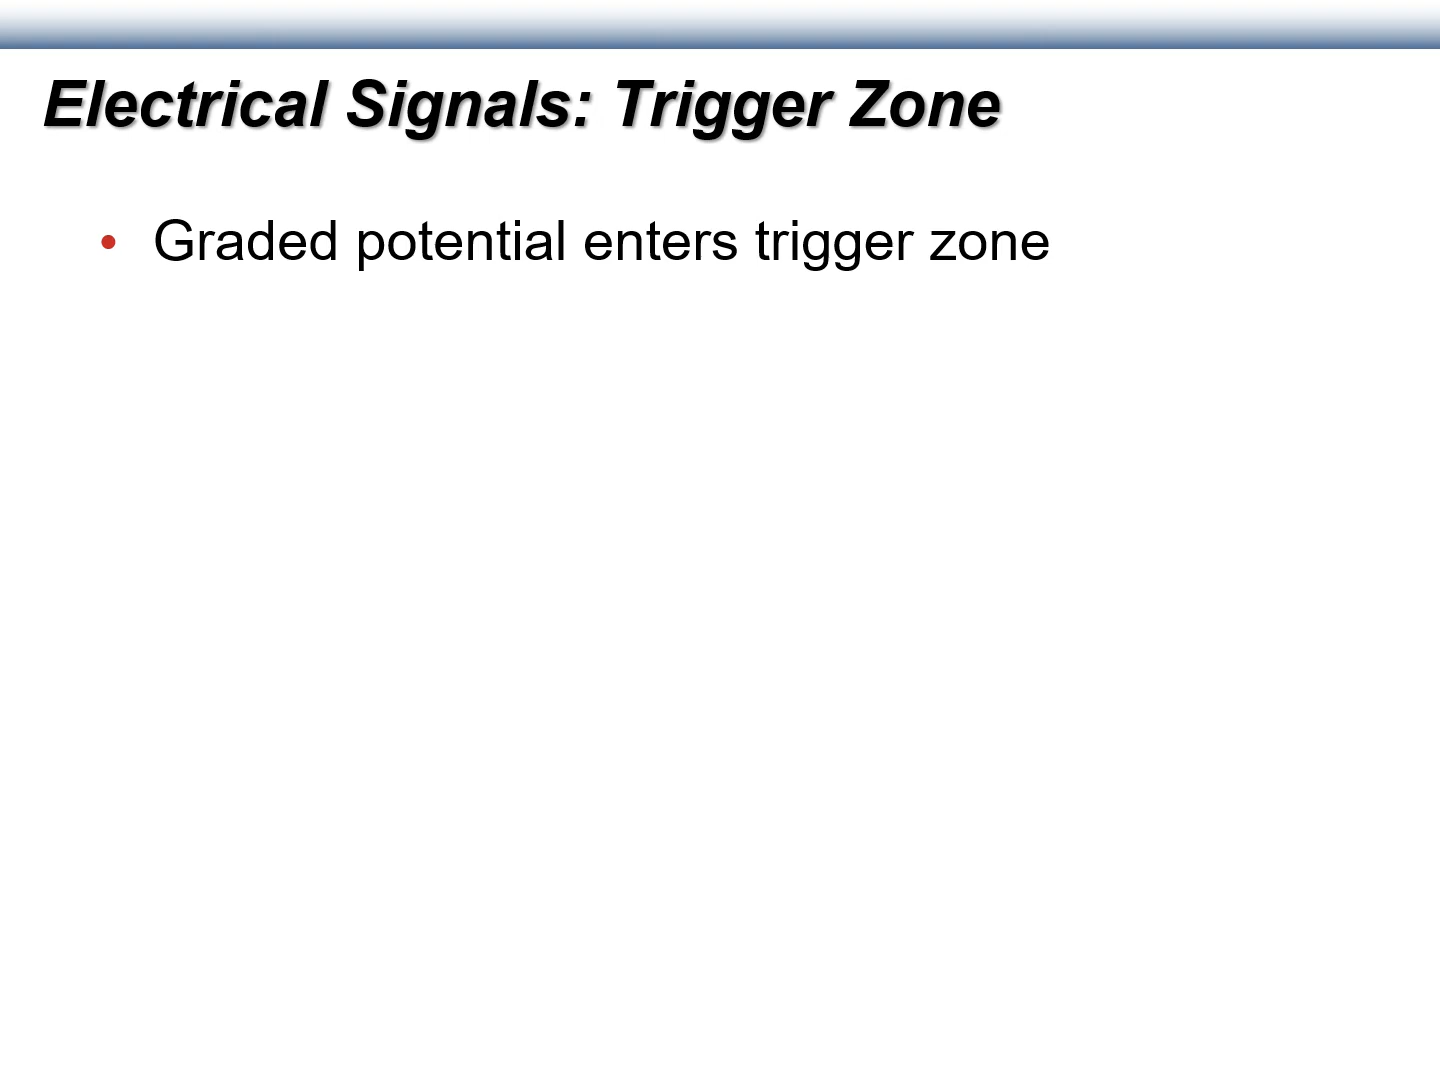 Electrical Signals: Trigger Zone
• Graded potential enters trigger zone